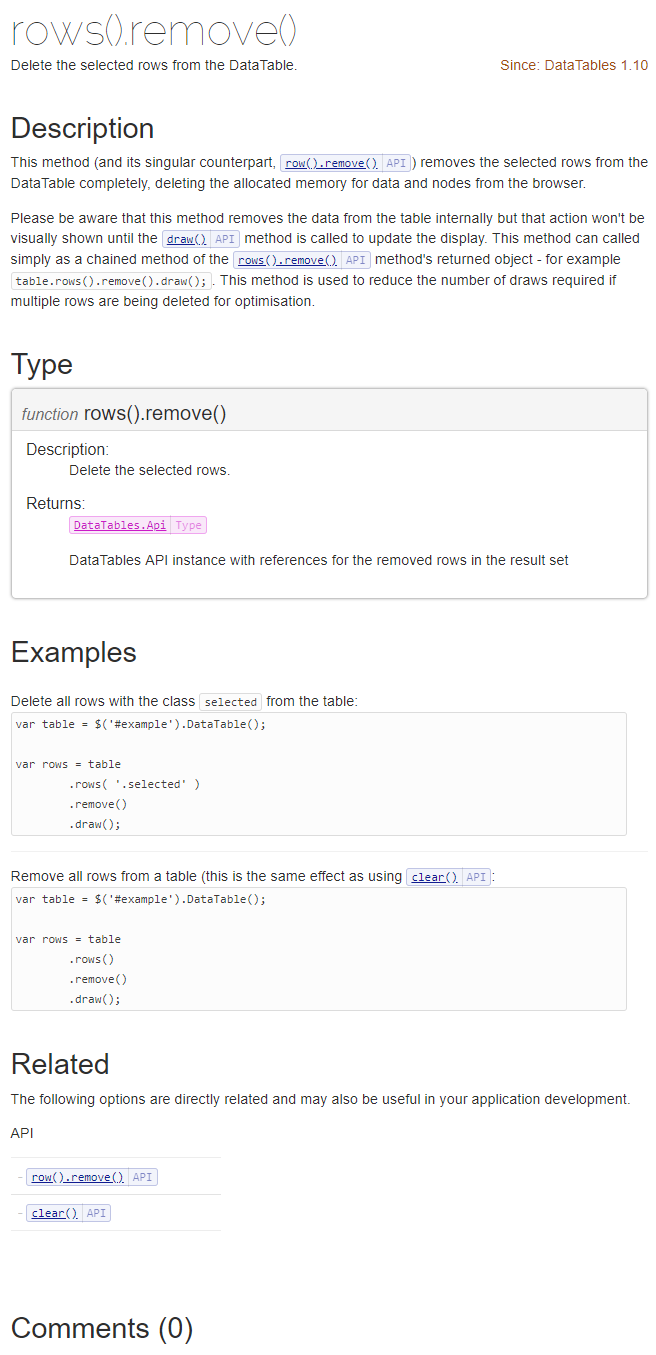 rows().remove()
Delete the selected rows from the DataTable.
Since: DataTables 1.10
Description
This method (and its singular counterpart, row().remove() API) removes the selected rows from the
DataTable completely, deleting the allocated memory for data and nodes from the browser.
Please be aware that this method removes the data from the table internally but that action won't be
visually shown until the draw() API method is called to update the display. This method can called
simply as a chained method of the rows().remove() API method's returned object - for example
table.rows().remove().draw();. This method is used to reduce the number of draws required if
multiple rows are being deleted for optimisation.
Type
function rows().remove()
Description:
Delete the selected rows.
Returns:
DataTables.Api Type
DataTables API instance with references for the removed rows in the result set
Examples
Delete all rows with the class selected from the table:
var table = $('#example').DataTable();
var rows = table
.rows( '.selected' )
.remove()
.draw();
Remove all rows from a table (this is the same effect as using clear() API:
var table = $('#example').DataTable();
var rows = table
.rows()
.remove()
.draw();
Related
The following options are directly related and may also be useful in your application development.
API
- row().remove() API
- clear() API
Comments (0)